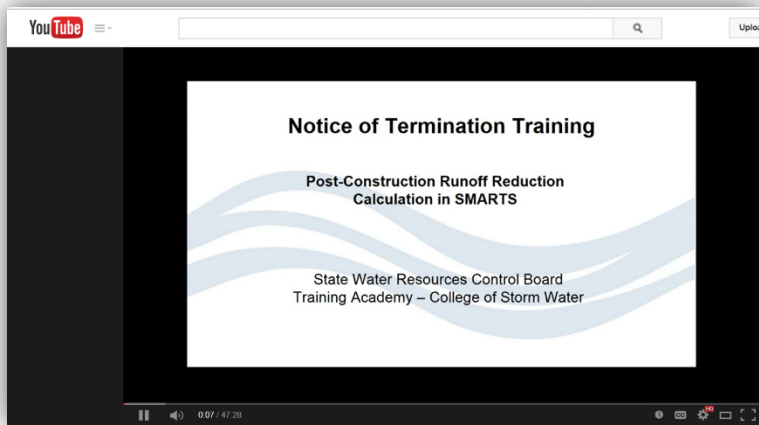 YouTube
Uploa
Notice of Termination Training
Post-Construction Runoff Reduction
Calculation in SMARTS
State Water Resources Control Board
Training Academy – College of Storm Water
0:07 / 47:28
CC
HD